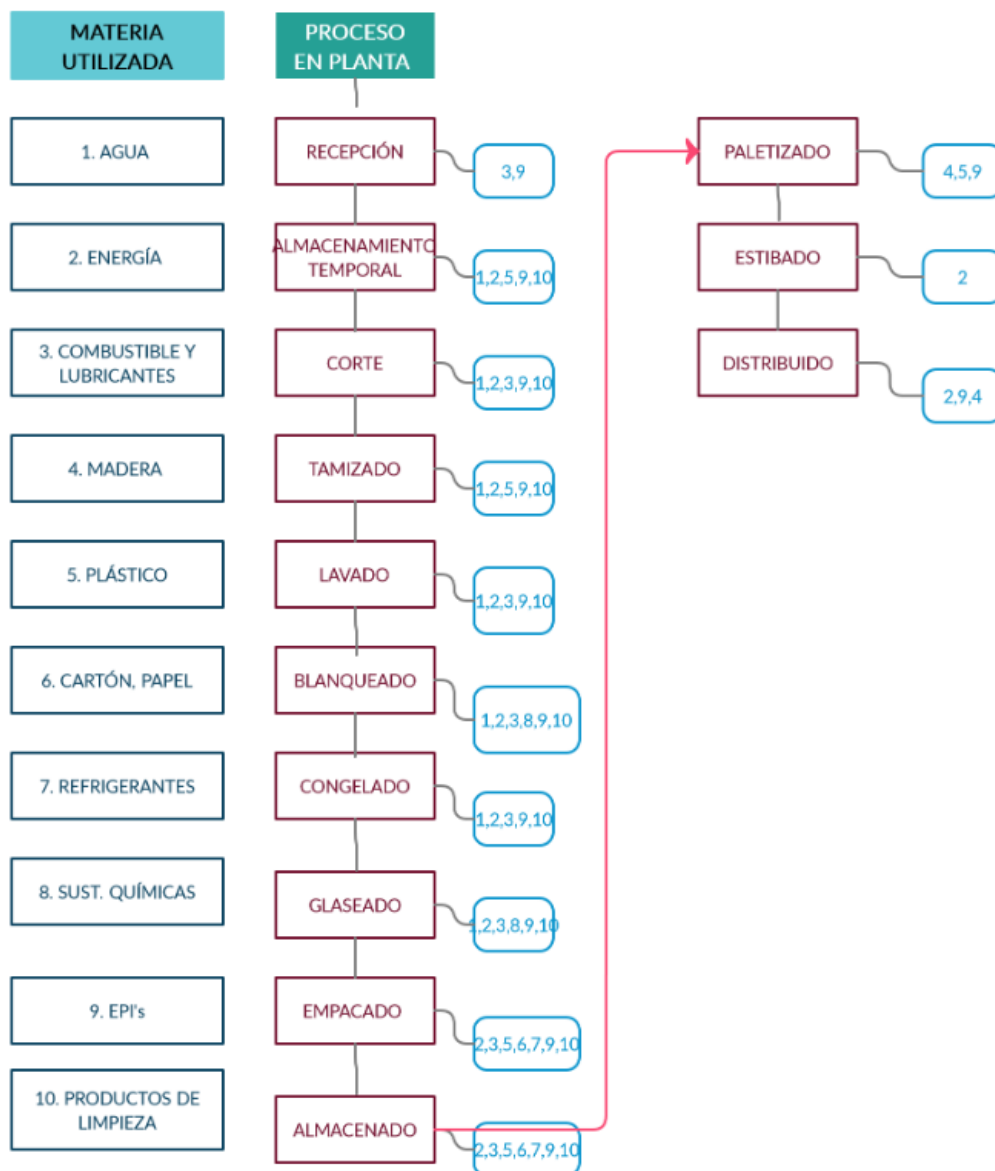 MATERIA
UTILIZADA
PROCESO
EN PLANTA
1. AGUA
RECEPCIÓN
3,9
PALETIZADO
4,5,9
2. ENERGÍA
ALMACENAMIENTO
TEMPORAL
1,2,5,9,10
ESTIBADO
2
3. COMBUSTIBLE Y
LUBRICANTES
CORTE
1,2,3,9,10
DISTRIBUIDO
2,9,4
4. MADERA
TAMIZADO
1,2,5,9,10
5. PLÁSTICO
LAVADO
1,2,3,9,10
6. CARTÓN, PAPEL
BLANQUEADO
1,2,3,8,9,10
7. REFRIGERANTES
CONGELADO
1,2,3,9,10
8. SUST. QUÍMICAS
GLASEADO
1,2,3,8,9,10
9. EPI's
EMPACADO
2,3,5,6,7,9,10
10. PRODUCTOS DE
LIMPIEZA
ALMACENADO
2,3,5,6,7,9,10